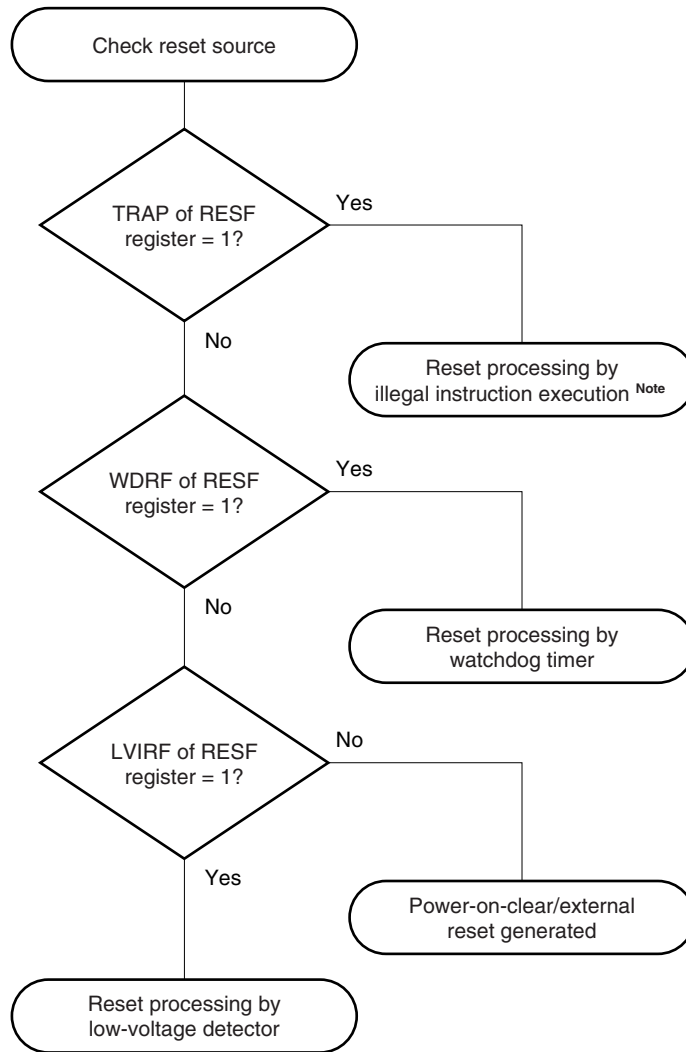 Check reset source
TRAP of RESF
register = 1?
Yes
No
Reset processing by
illegal instruction execution Note
WDRF of RESF
register = 1?
Yes
No
Reset processing by
watchdog timer
LVIRF of RESF
register = 1?
No
Yes
Power-on-clear/external
reset generated
Reset processing by
low-voltage detector